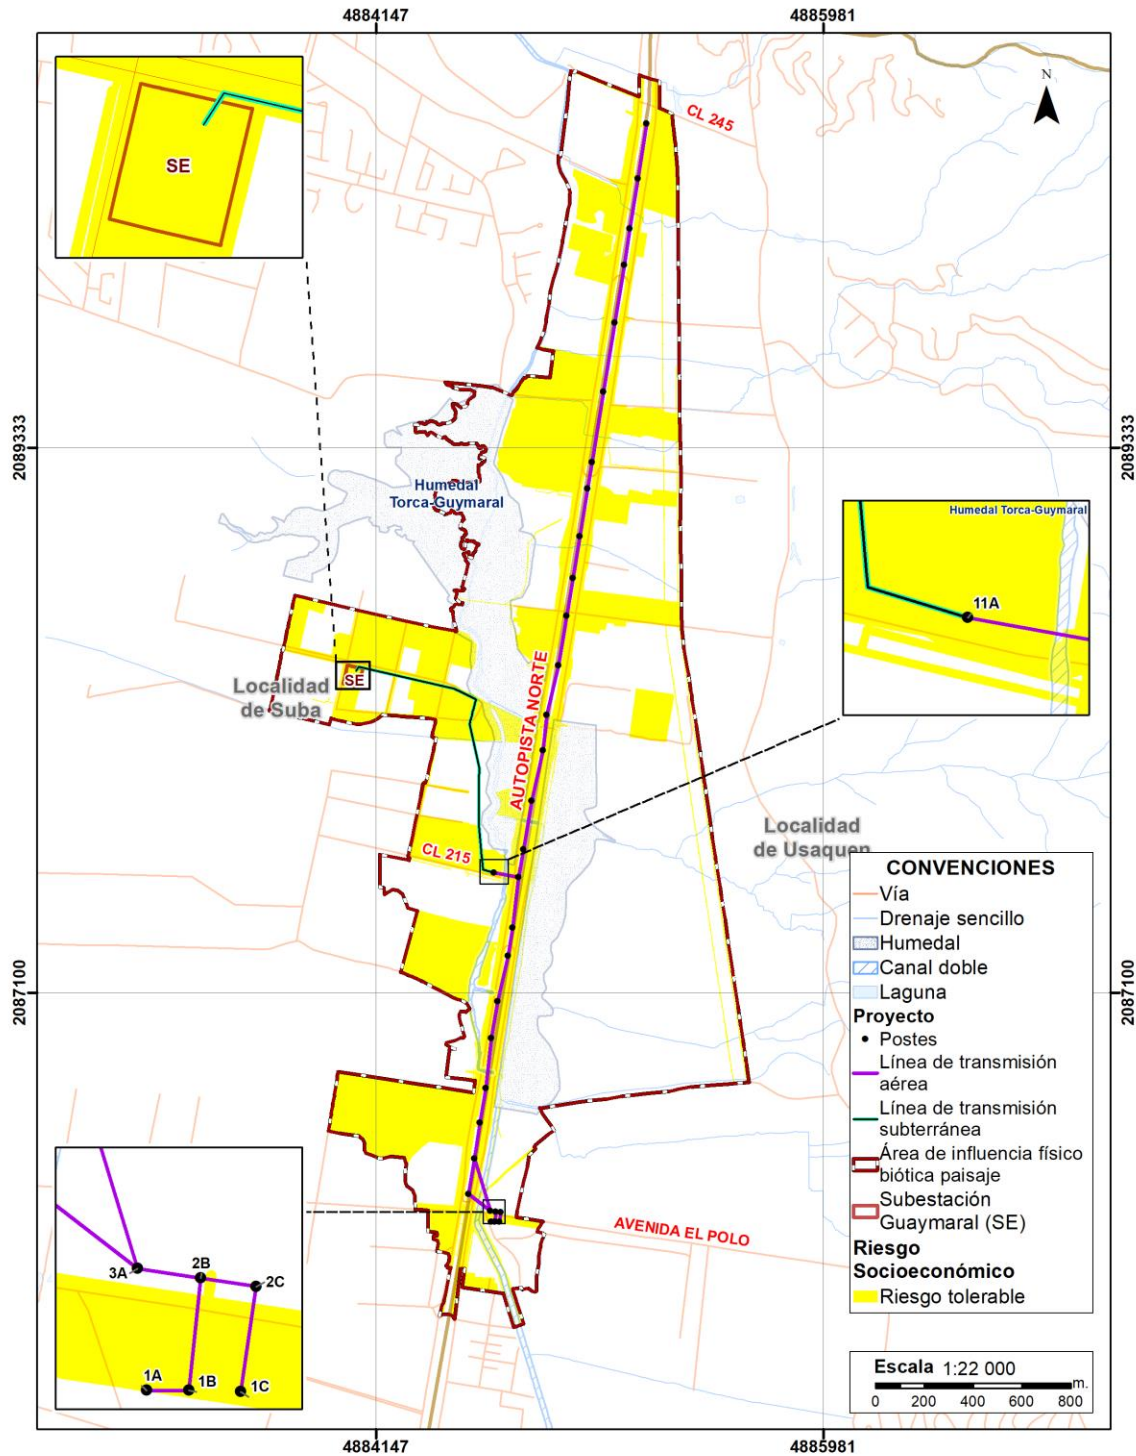 4884147
4885981
N
CL 245
SE
2089333
2089333
Humedal
Torca-Guymaral
Humedal Torca-Guymaral
11A
AUTOPISTA NORTE
SE
Localidad
de Suba
CL 215
Localidad
de Usaquen
2087100
2087100
AVENIDA EL POLO
3A
2B
2C
1A
1B
1C
CONVENCIONES
Vía
Drenaje sencillo
Humedal
Canal doble
Laguna
Proyecto
Postes
Línea de transmisión
aérea
Línea de transmisión
subterránea
Área de influencia físico
biótica paisaje
Subestación
Guaymaral (SE)
Riesgo
Socioeconómico
Riesgo tolerable
Escala 1:22 000
m.
0 200 400 600 800
4884147
4885981